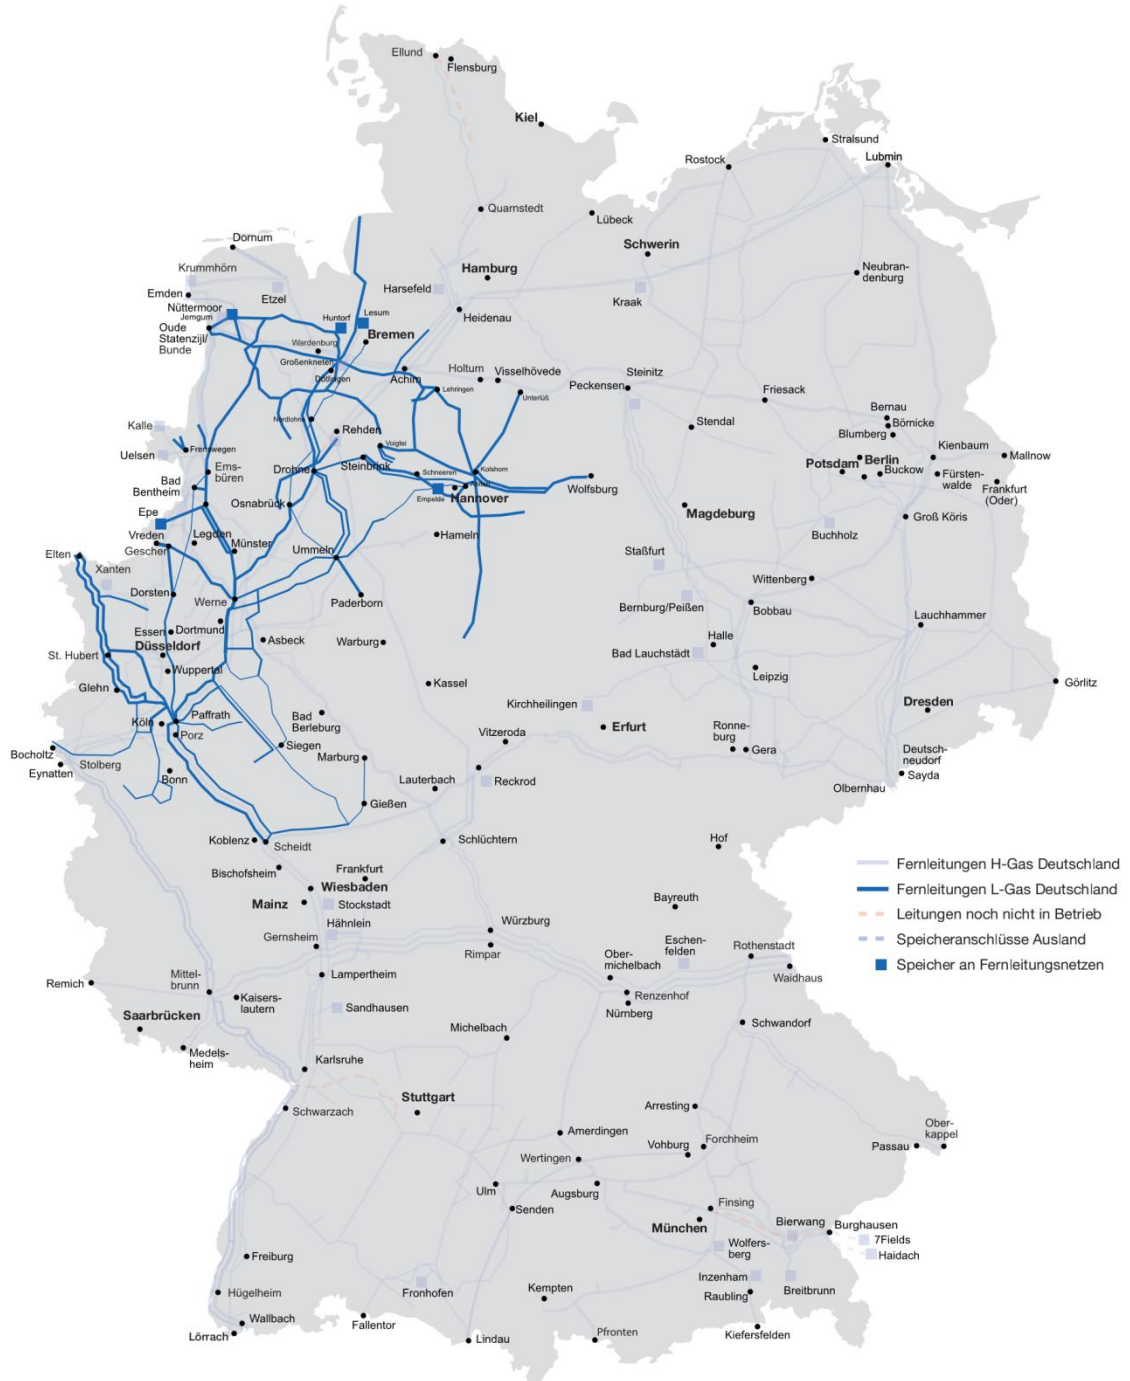 Ellund
Flensburg
Kiel
Stralsund
Rostock
Lubmin
Quarnstedt
Lübeck
Dornum
Schwerin
Krummhörn
Hamburg
Neubran-
denburg
Emden
Etzel
Harsefeld
Kraak
Nüttermoor
Jemgum
Huntorf
Lesum
Heidenau
Oude
Statenzijl/
Bunde
Bremen
Wardenburg
Großenkneten
Dötlingen
Achim
Holtum
Visselhövede
Steinitz
Peckensen
Lehringen
Unterlüß
Friesack
Bernau
Börnicke
Blumberg
Nordlohne
Kalle
Rehden
Stendal
Voigtei
Kienbaum
Mallnow
Uelsen
Frenswegen
Ems-
büren
Drohne
Steinbrink
Schneeren
Kolshorn
Potsdam
Berlin
Buckow
Fürsten-
walde
Frankfurt
(Oder)
Bad
Bentheim
Wolfsburg
Empelde
Hannover
Osnabrück
Magdeburg
Groß Köris
Epe
Buchholz
Vreden
Legden
Hameln
Gescher
Münster
Ummeln
Elten
Staßfurt
Xanten
Wittenberg
Dorsten
Werne
Paderborn
Bernburg/Peißen
Bobbau
Lauchhammer
Essen
Dortmund
Asbeck
Warburg
Halle
Düsseldorf
St. Hubert
Bad Lauchstädt
Wuppertal
Leipzig
Glehn
Kassel
Görlitz
Kirchheilingen
Dresden
Paffrath
Köln
Bad
Berleburg
Erfurt
Porz
Vitzeroda
Ronne-
burg
Gera
Bocholtz
Siegen
Deutsch-
neudorf
Stolberg
Marburg
Eynatten
Bonn
Lauterbach
Reckrod
Sayda
Olbernhau
Gießen
Koblenz
Scheidt
Schlüchtern
Hof
Bischofsheim
Frankfurt
Wiesbaden
Mainz
Stockstadt
Bayreuth
Hähnlein
Würzburg
Gernsheim
Rimpar
Eschen-
felden
Rothenstadt
Ober-
michelbach
Waidhaus
Remich
Mittel-
brunn
Lampertheim
Kaisers-
lautern
Renzenhof
Sandhausen
Nürnberg
Saarbrücken
Michelbach
Schwandorf
Medels-
heim
Karlsruhe
Stuttgart
Schwarzach
Arresting
Ober-
kappel
Amerdingen
Vohburg
Forchheim
Passau
Wertingen
Ulm
Augsburg
Senden
Finsing
München
Bierwang
Burghausen
7Fields
Haidach
Wolfers-
berg
Freiburg
Inzenham
Breitbrunn
Hügelheim
Fronhofen
Kempten
Raubling
Wallbach
Fallentor
Lörrach
Lindau
Pfronten
Kiefersfelden
Fernleitungen H-Gas Deutschland
Fernleitungen L-Gas Deutschland
Leitungen noch nicht in Betrieb
Speicheranschlüsse Ausland
Speicher an Fernleitungsnetzen